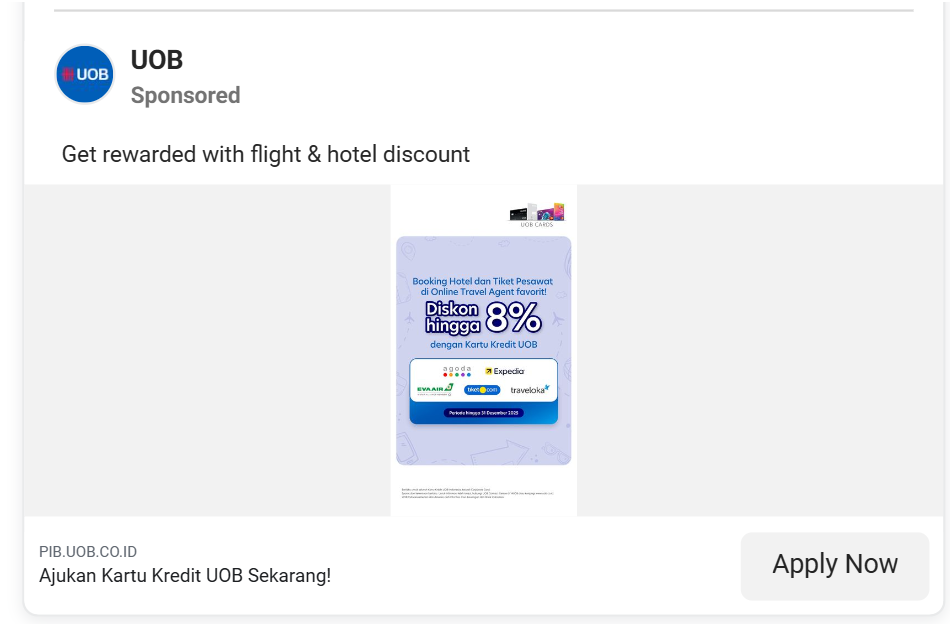 UOB
UOB
Sponsored
Get rewarded with flight & hotel discount
UOB CARDS
Booking Hotel dan Tiket Pesawat
di Online Travel Agent favorit!
Diskon
hingga 8%
dengan Kartu Kredit UOB
agoda Expedia
EVA AIR tiket.com traveloka
Periode hingga 31 Desember
PIB.UOB.CO.ID
Ajukan Kartu Kredit UOB Sekarang!
Apply Now